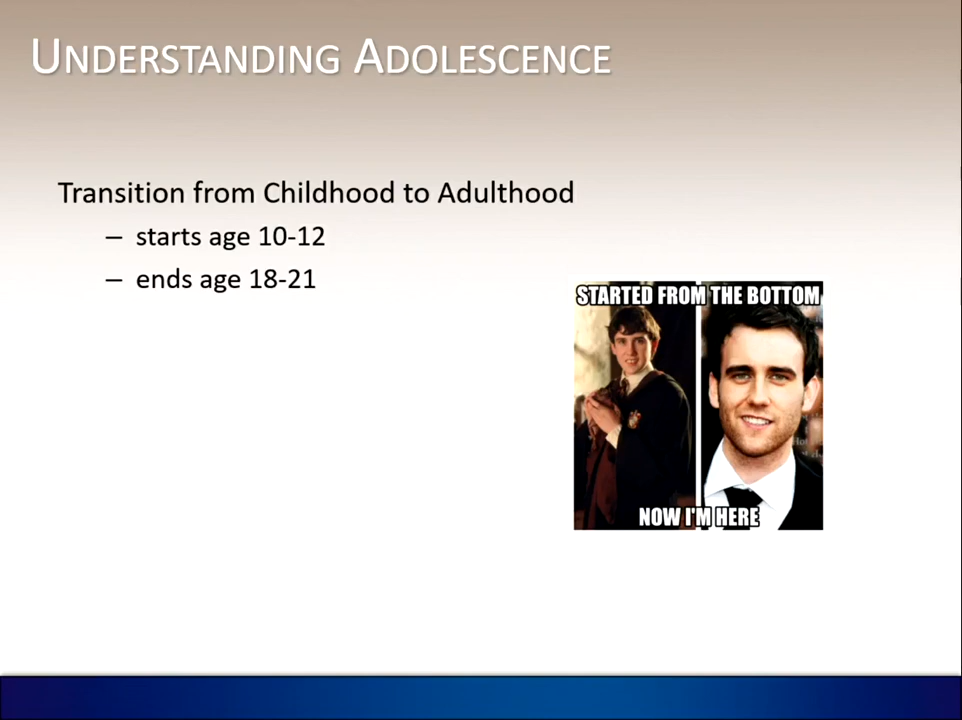 UNDERSTANDING ADOLESCENCE
Transition from Childhood to Adulthood
– starts age 10-12
– ends age 18-21
STARTED FROM THE BOTTOM
NOW I'M HERE